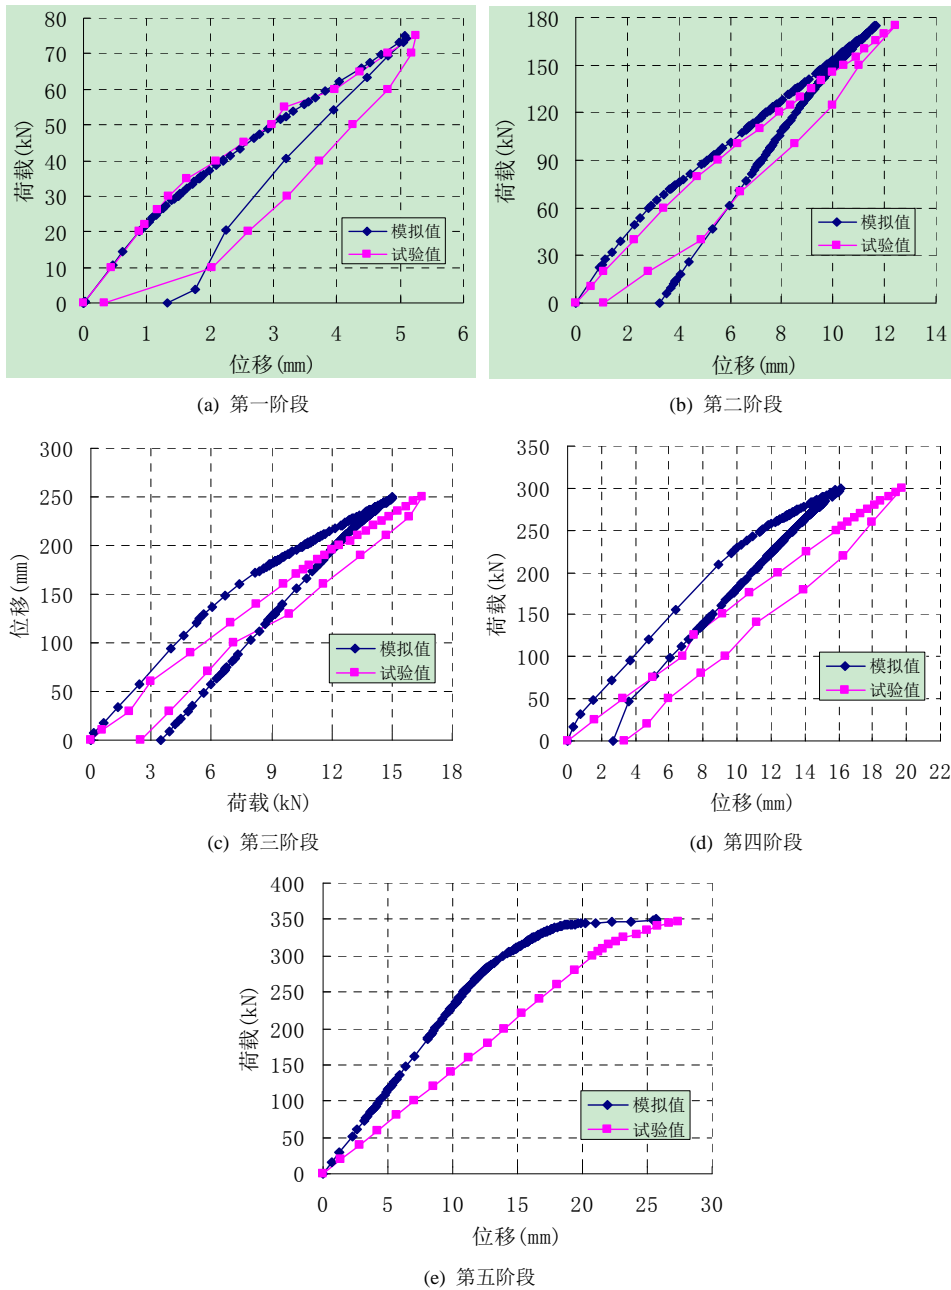 荷载(kN)
80
70
60
50
40
30
20
10
0
0 1 2 3 4 5 6
位移(mm)
模拟值
试验值
(a) 第一阶段
荷载(kN)
180
150
120
90
60
30
0
0 2 4 6 8 10 12 14
位移(mm)
模拟值
试验值
(b) 第二阶段
位移(mm)
300
250
200
150
100
50
0
0 3 6 9 12 15 18
荷载(kN)
模拟值
试验值
(c) 第三阶段
荷载(kN)
350
300
250
200
150
100
50
0
0 2 4 6 8 10 12 14 16 18 20 22
位移(mm)
模拟值
试验值
(d) 第四阶段
荷载(kN)
400
350
300
250
200
150
100
50
0
0 5 10 15 20 25 30
位移(mm)
模拟值
试验值
(e) 第五阶段